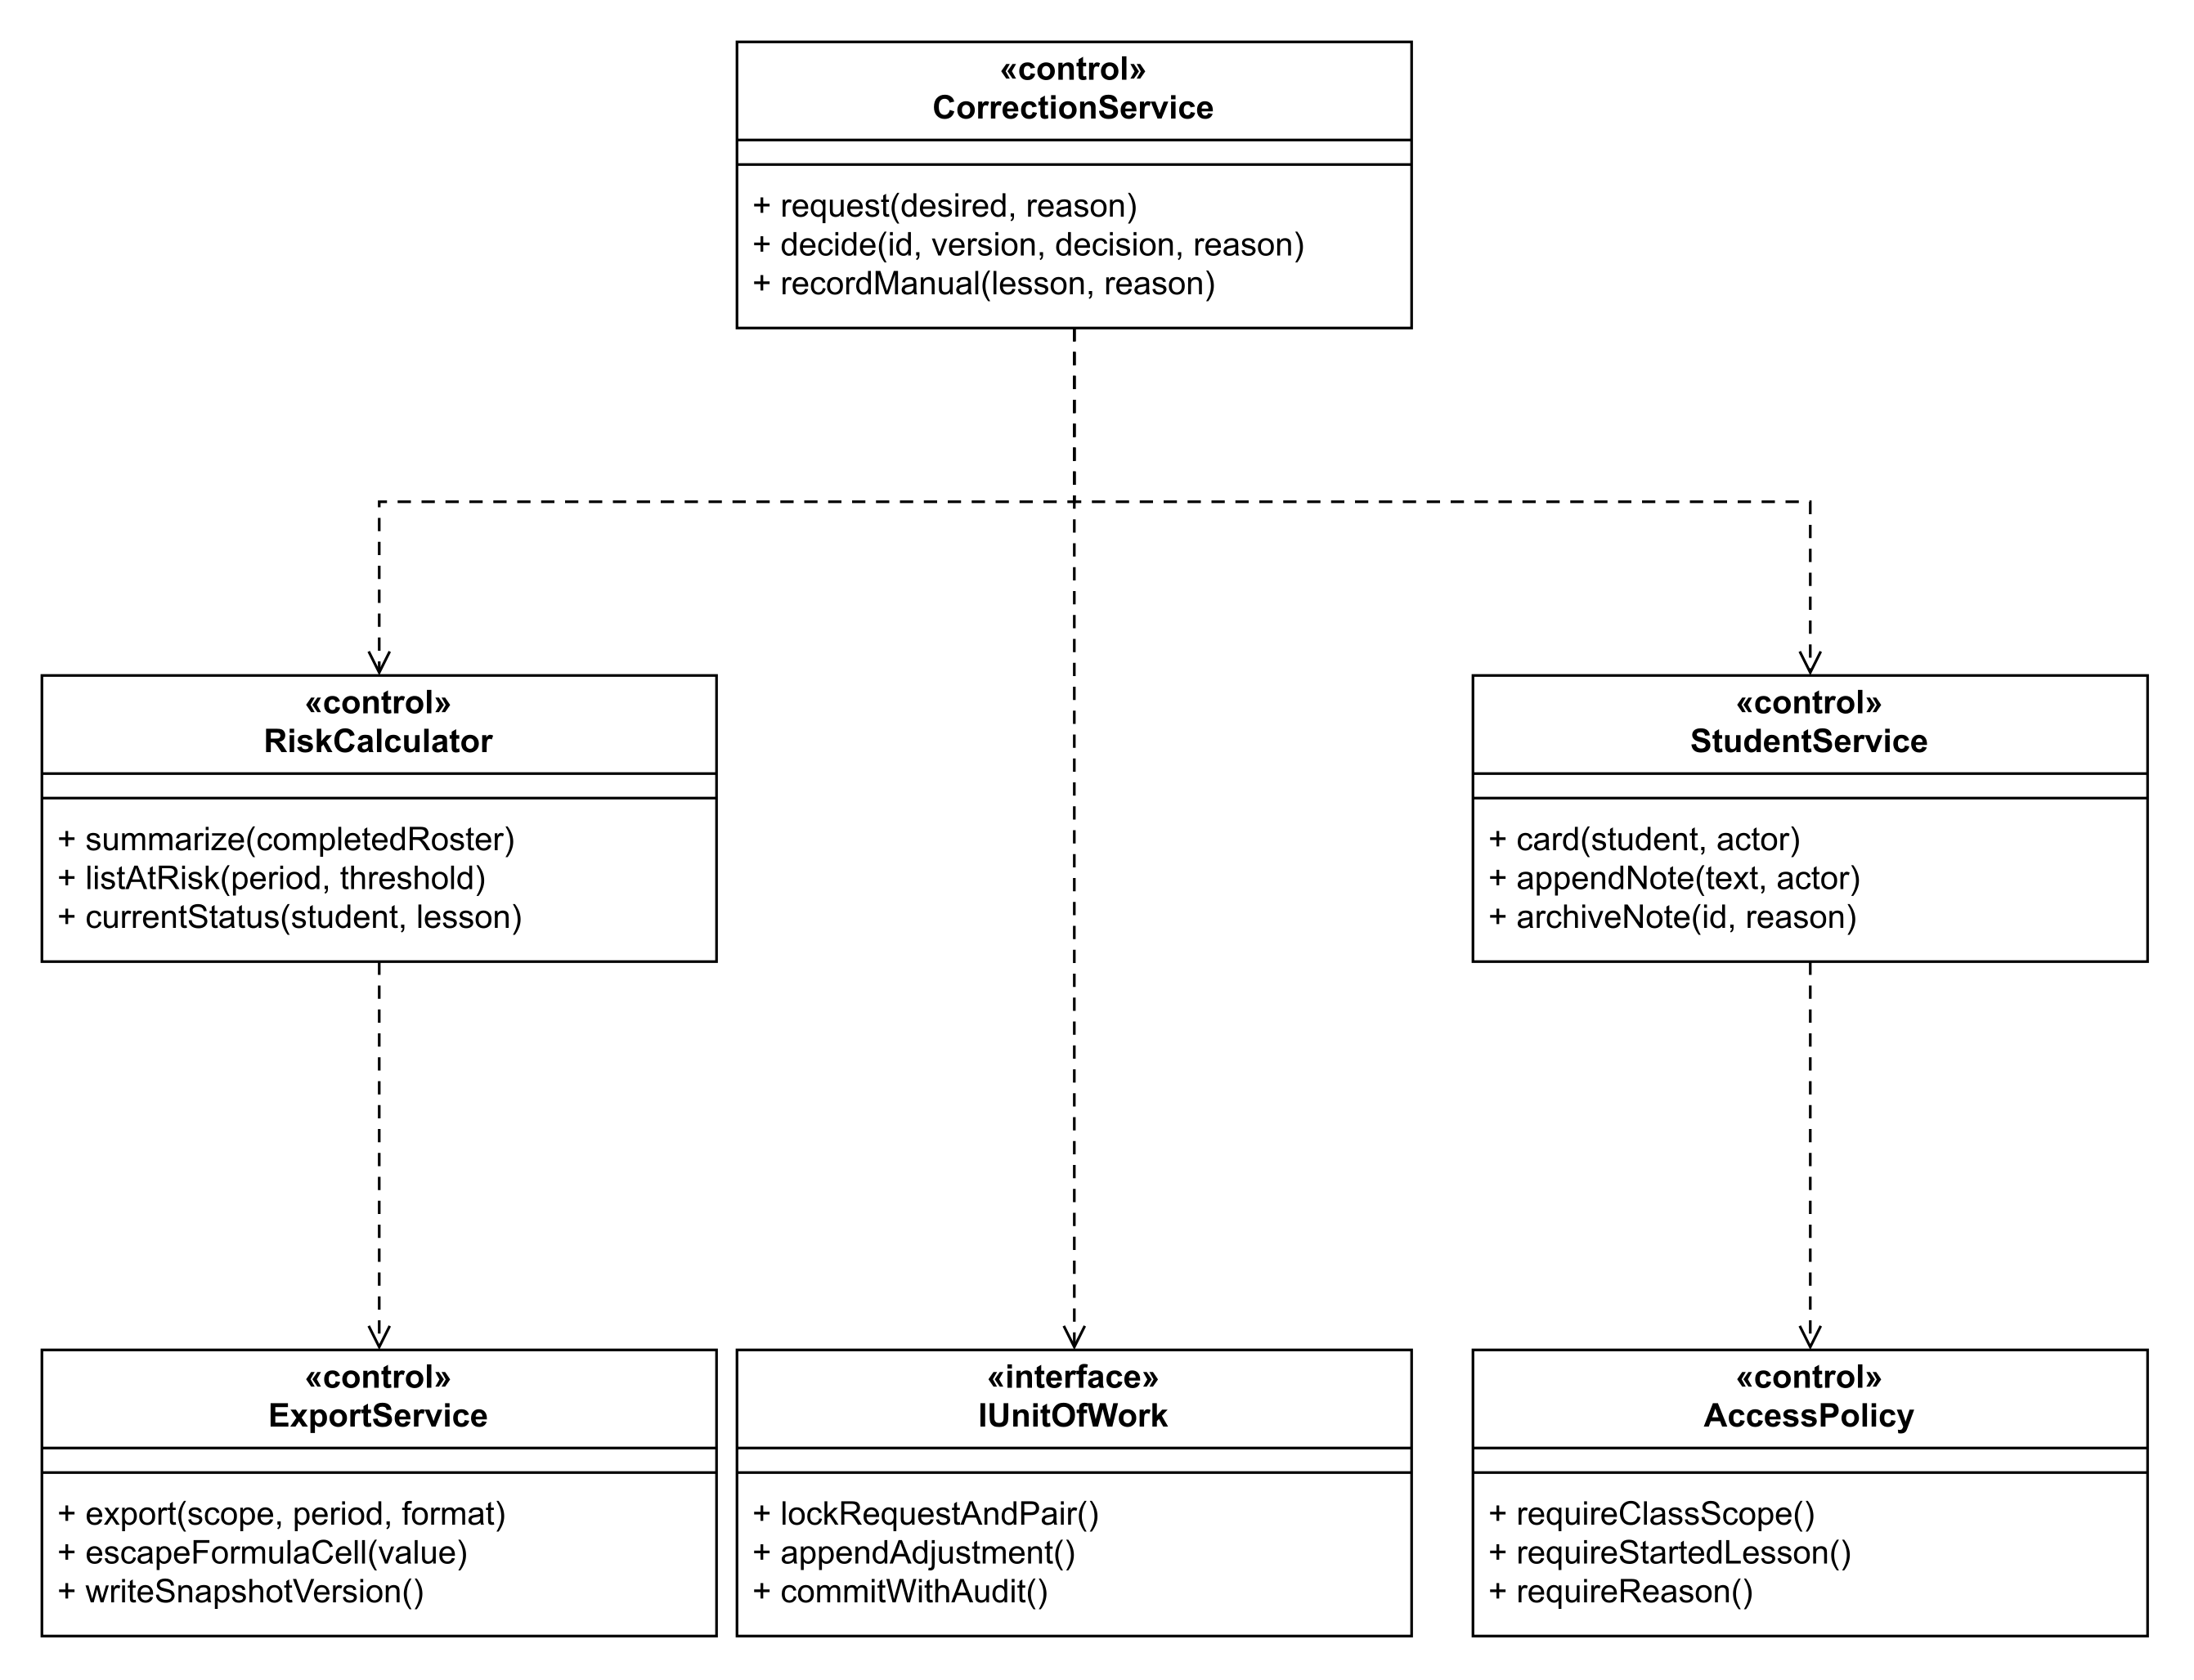 «control»
CorrectionService
+ request(desired, reason)
+ decide(id, version, decision, reason)
+ recordManual(lesson, reason)
«control»
RiskCalculator
+ summarize(completedRoster)
+ listAtRisk(period, threshold)
+ currentStatus(student, lesson)
«control»
StudentService
+ card(student, actor)
+ appendNote(text, actor)
+ archiveNote(id, reason)
«control»
ExportService
+ export(scope, period, format)
+ escapeFormulaCell(value)
+ writeSnapshotVersion()
«interface»
IUnitOfWork
+ lockRequestAndPair()
+ appendAdjustment()
+ commitWithAudit()
«control»
AccessPolicy
+ requireClassScope()
+ requireStartedLesson()
+ requireReason()